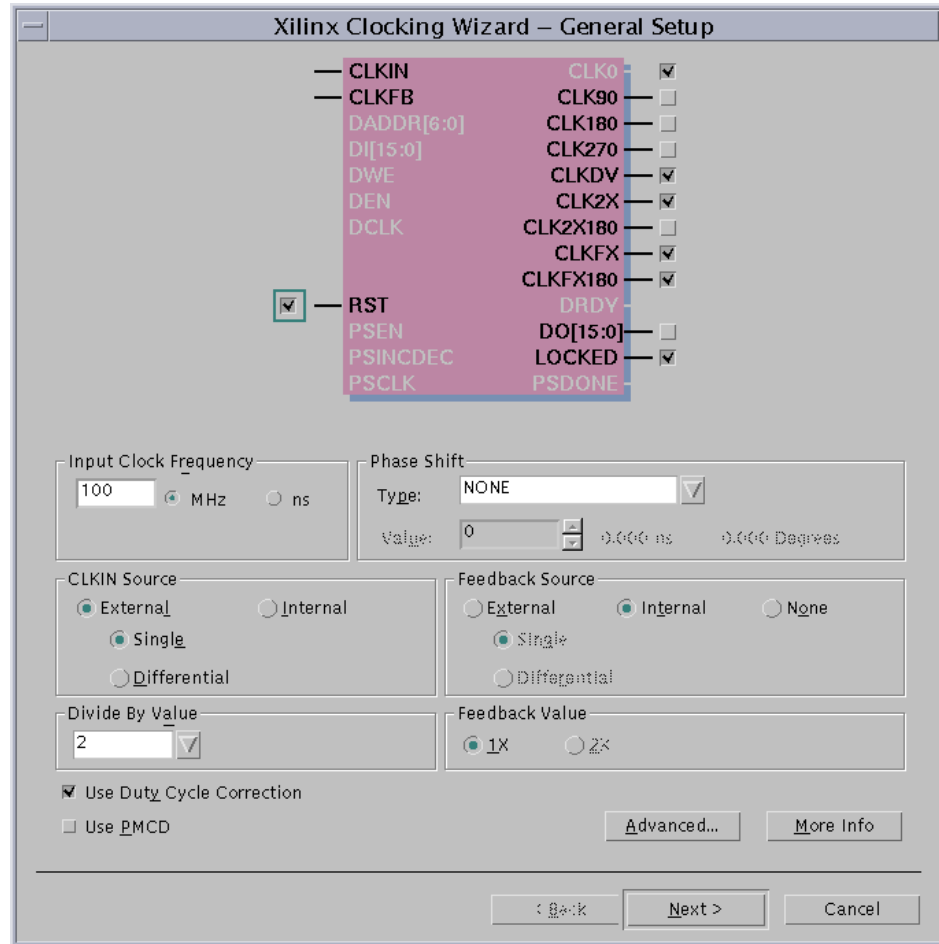 Xilinx Clocking Wizard – General Setup
CLKIN CLK0
CLKFB CLK90
DADDR[6:0] CLK180
DI[15:0] CLK270
DWE CLKDV
DEN CLK2X
DCLK CLK2X180
CLKFX
CLKFX180
RST DRDY
PSEN DO[15:0]
PSINCDEC LOCKED
PSCLK PSDONE
Input Clock Frequency
100 MHz ns
Phase Shift
Type: NONE
Value: 0 0.000 ns 0.000 Degrees
CLKIN Source
External Internal
Single
Differential
Feedback Source
External Internal None
Single
Differential
Divide By Value
2
Feedback Value
1X 2X
Use Duty Cycle Correction
Use PMCD
Advanced... More Info
< Back Next > Cancel